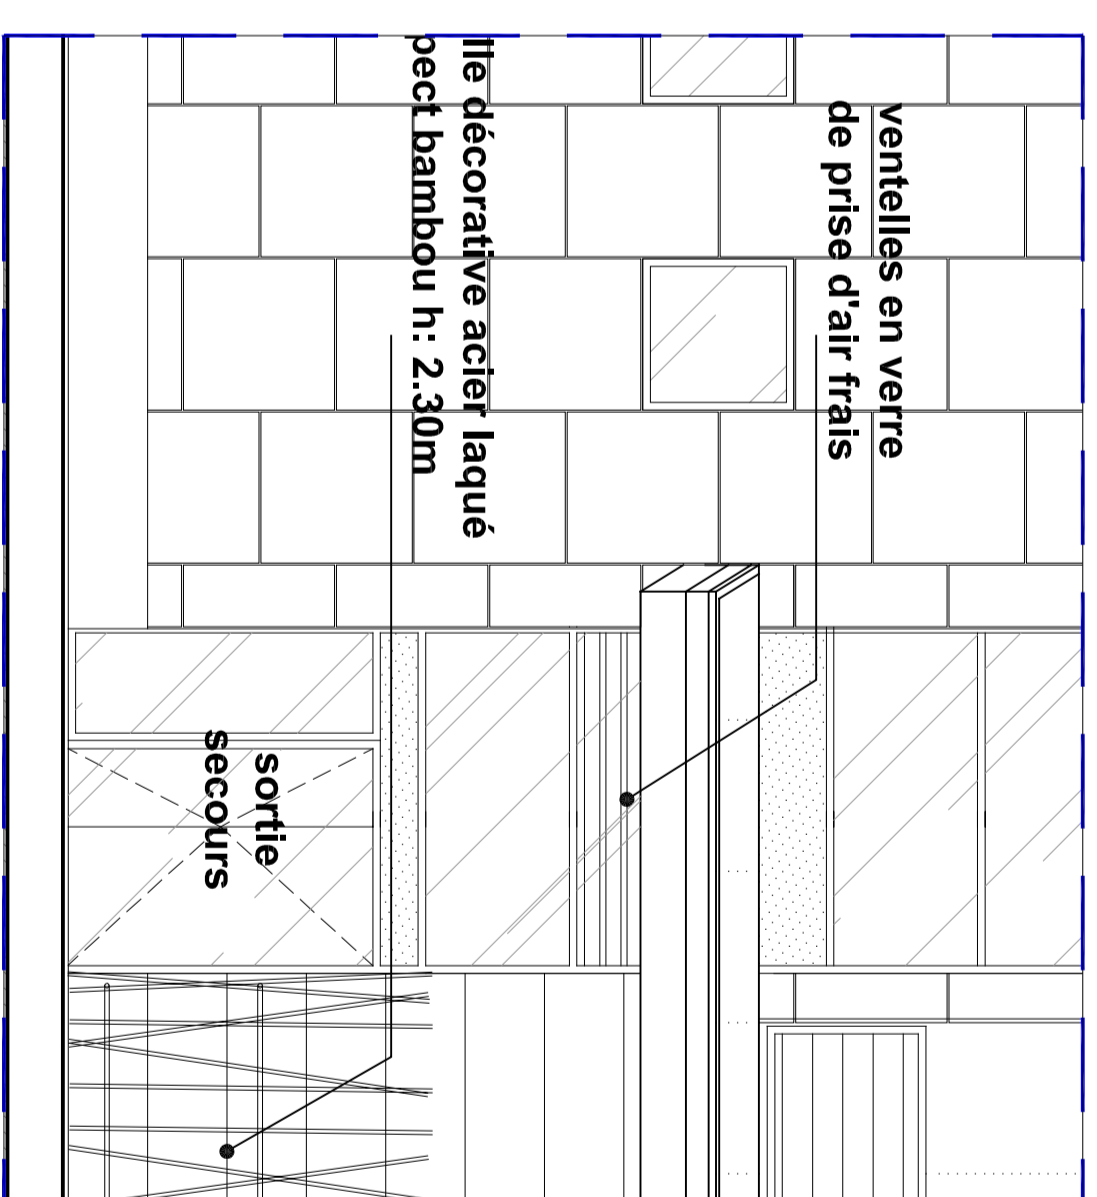 ventelles en verre
de prise d'air frais
lle décorative acier laqué
pect bambou h: 2.30m
sortie
secours